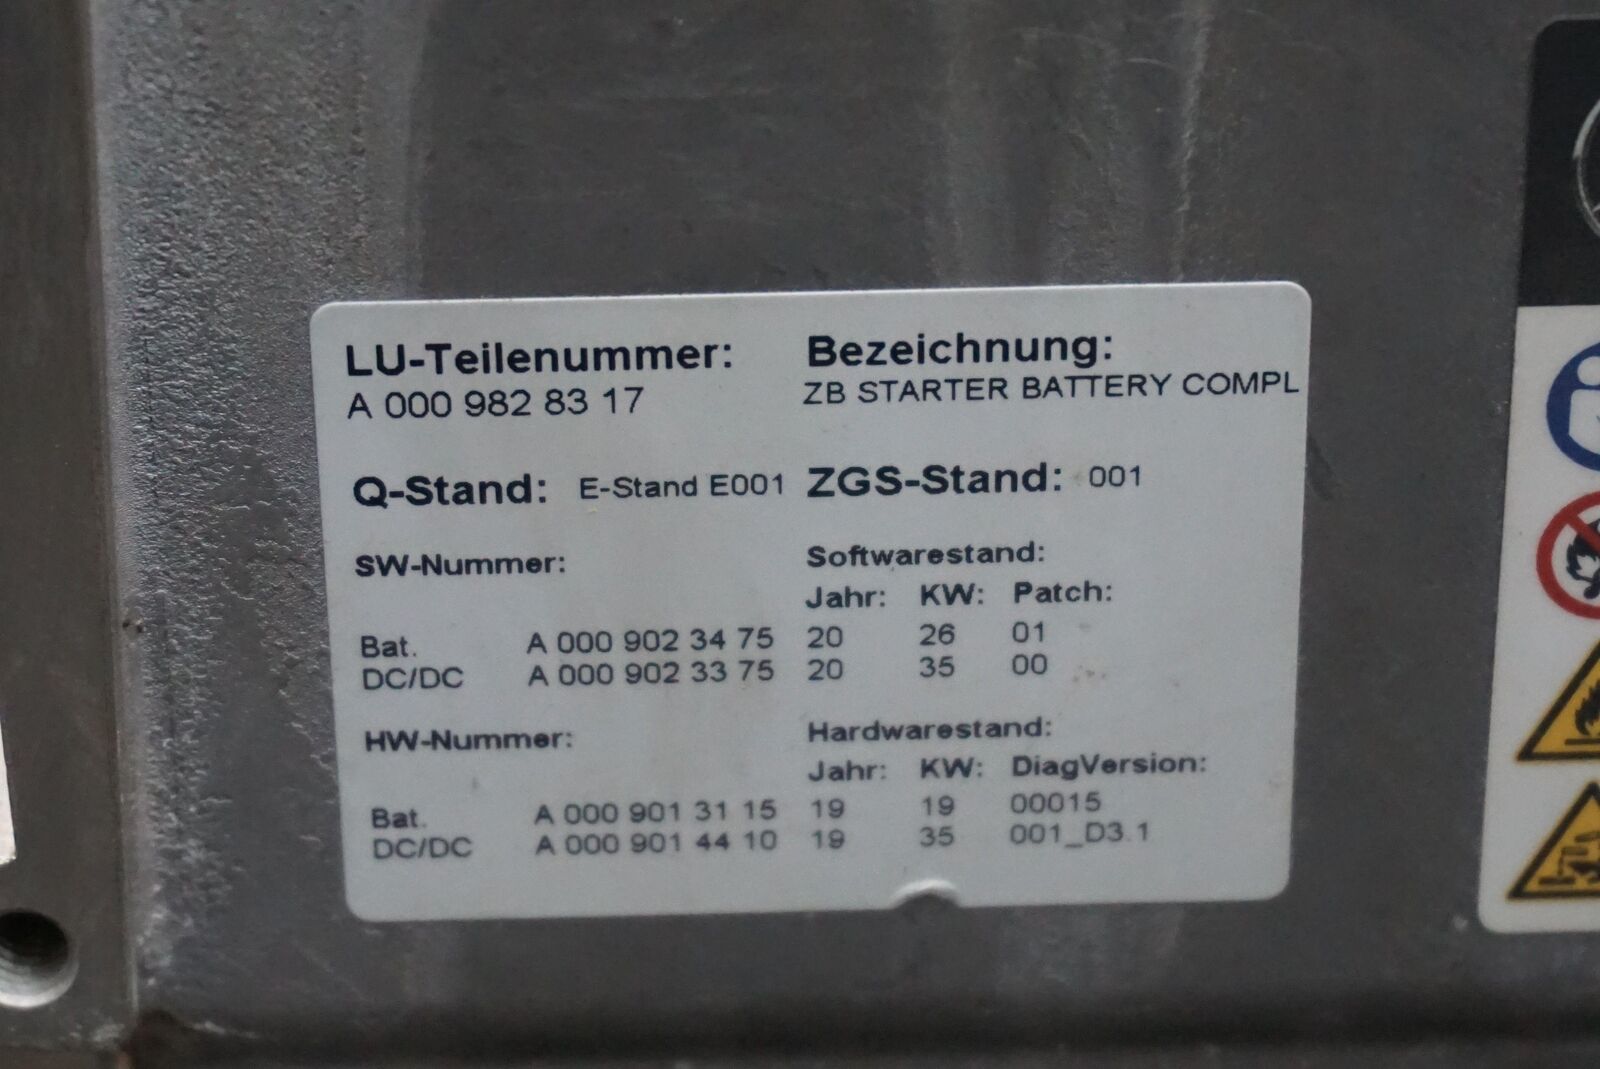 LU-Teilenummer: Bezeichnung:
A 000 982 83 17 ZB STARTER BATTERY COMPL
Q-Stand: E-Stand E001 ZGS-Stand: 001
SW-Nummer: Softwarestand:
Jahr: KW: Patch:
Bat. A 000 902 34 75 20 26 01
DC/DC A 000 902 33 75 20 35 00
HW-Nummer: Hardwarestand:
Jahr: KW: DiagVersion:
Bat. A 000 901 31 15 19 19 00015
DC/DC A 000 901 44 10 19 35 001_D3.1